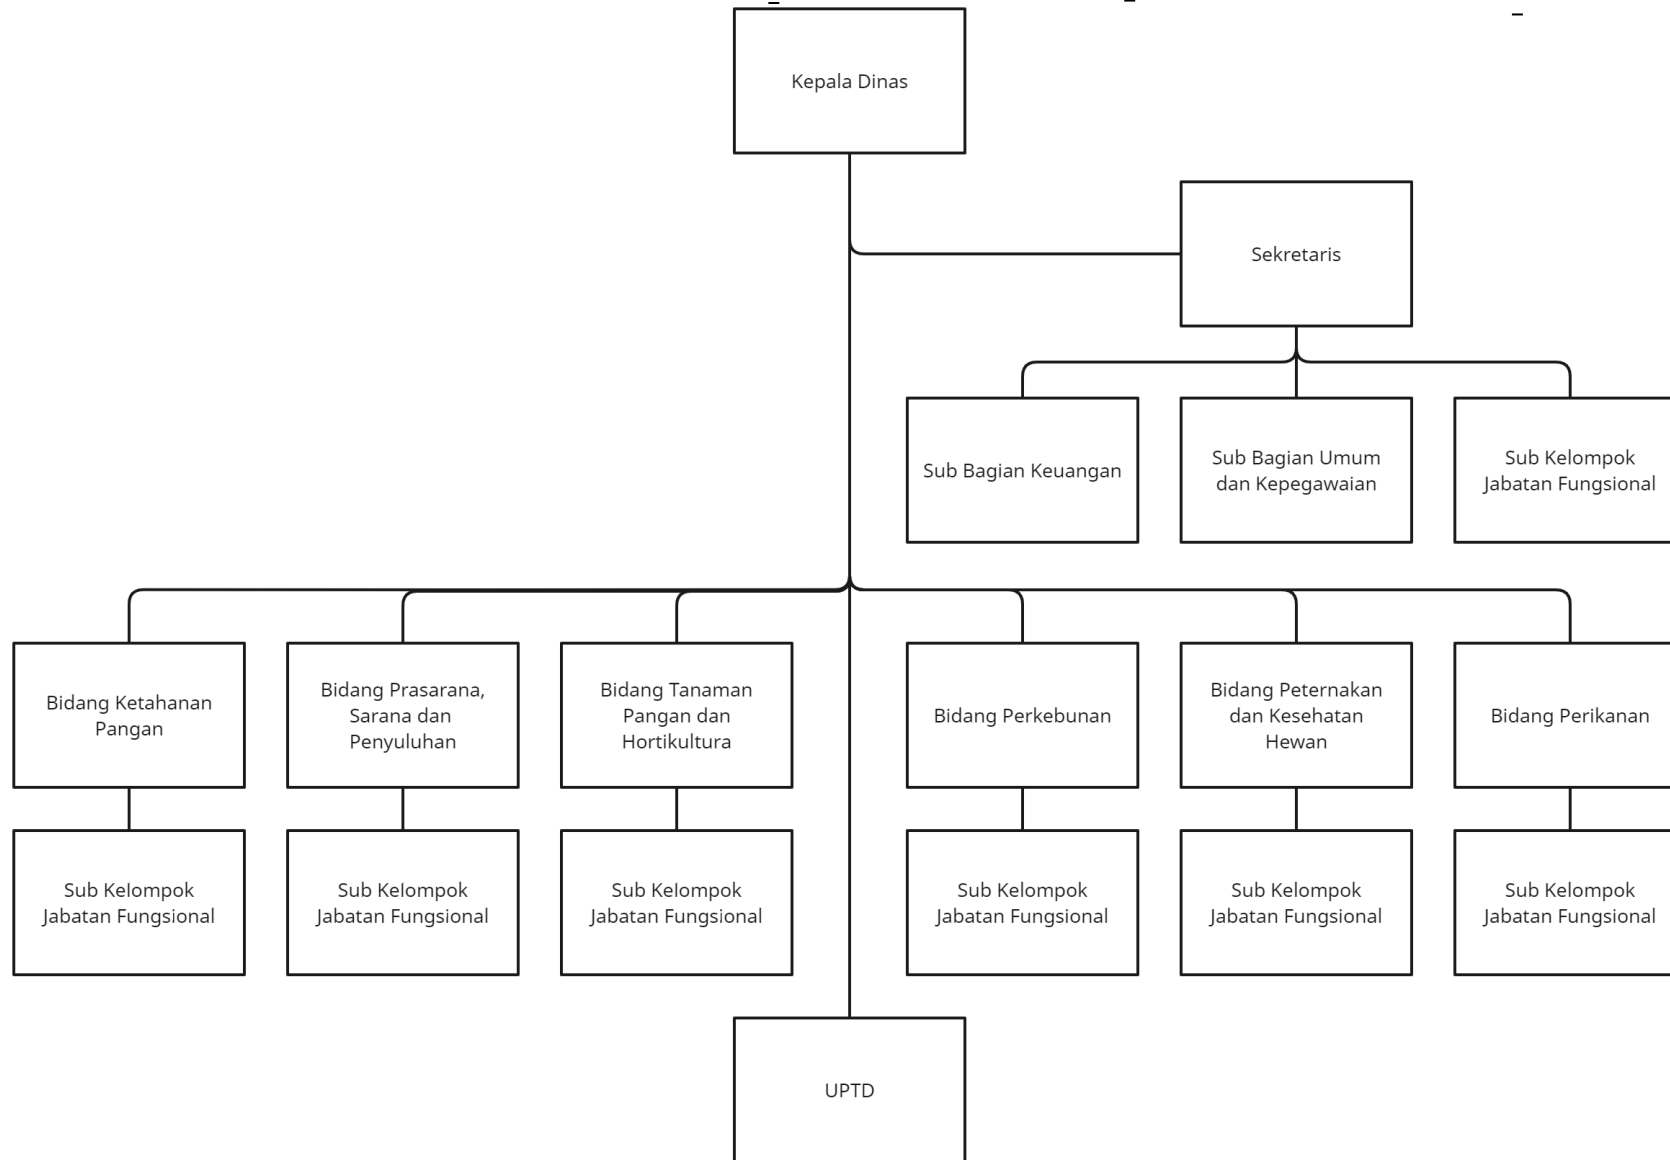 Kepala Dinas
Sekretaris
Sub Bagian Keuangan
Sub Bagian Umum
dan Kepegawaian
Sub Kelompok
Jabatan Fungsional
Bidang Ketahanan
Pangan
Bidang Prasarana,
Sarana dan
Penyuluhan
Bidang Tanaman
Pangan dan
Hortikultura
Bidang Perkebunan
Bidang Peternakan
dan Kesehatan
Hewan
Bidang Perikanan
Sub Kelompok
Jabatan Fungsional
Sub Kelompok
Jabatan Fungsional
Sub Kelompok
Jabatan Fungsional
Sub Kelompok
Jabatan Fungsional
Sub Kelompok
Jabatan Fungsional
Sub Kelompok
Jabatan Fungsional
UPTD